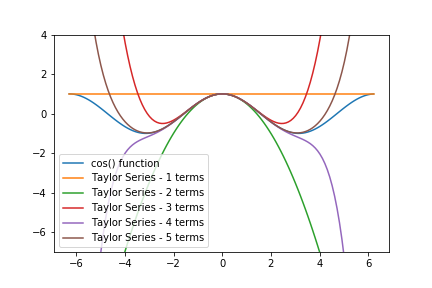 4
2
0
−2
−4
−6
−6 −4 −2 0 2 4 6
cos() function
Taylor Series - 1 terms
Taylor Series - 2 terms
Taylor Series - 3 terms
Taylor Series - 4 terms
Taylor Series - 5 terms